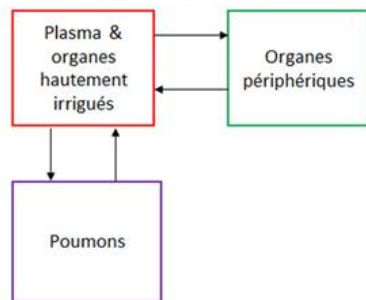 Plasma &
organes
hautement
irrigués
Organes
périphériques
Poumons